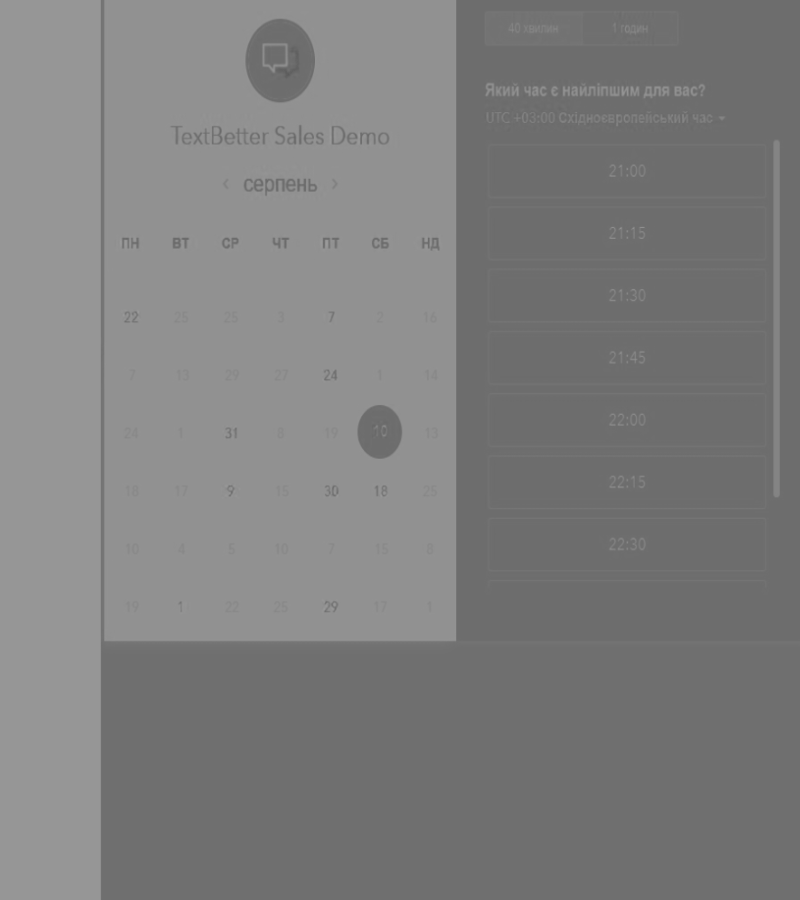 TextBetter Sales Demo
‹ серпень ›
ПН ВТ СР ЧТ ПТ СБ НД
22 25 25 3 7 2 16
7 13 29 27 24 1 14
24 1 31 8 19 10 13
18 17 9 15 30 18 25
10 4 5 10 7 15 8
19 1 22 25 29 17 1
40 хвилин 1 годин
Який час є найліпшим для вас?
UTC +03:00 Східноєвропейський час
21:00
21:15
21:30
21:45
22:00
22:15
22:30